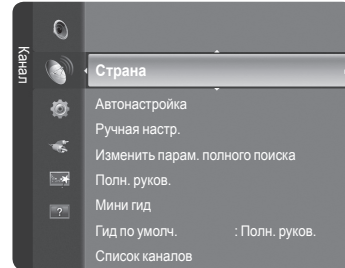 Канал
Страна
Автонастройка
Ручная настр.
Изменить парам. полного поиска
Полн. руков.
Мини гид
Гид по умолч. : Полн. руков.
Список каналов
?